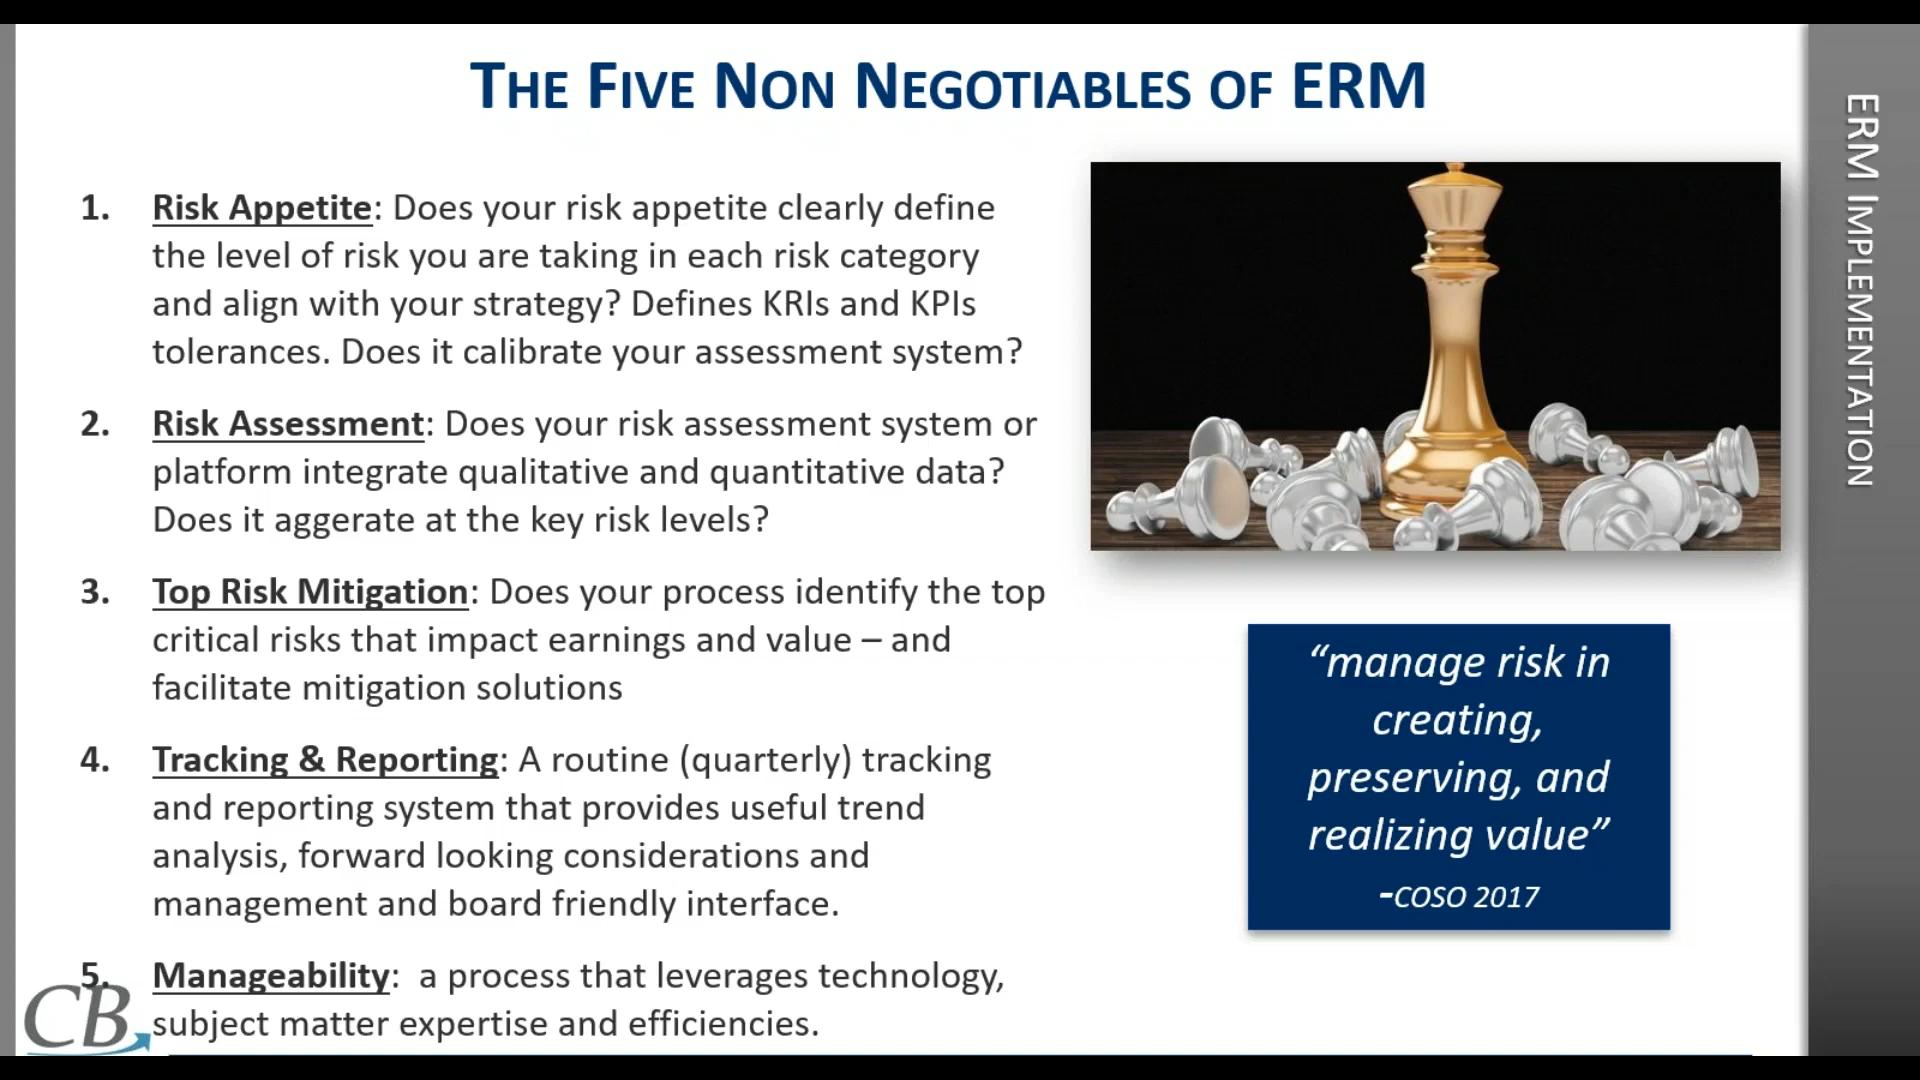 THE FIVE NON NEGOTIABLES OF ERM
1. Risk Appetite: Does your risk appetite clearly define
the level of risk you are taking in each risk category
and align with your strategy? Defines KRIs and KPIs
tolerances. Does it calibrate your assessment system?
2. Risk Assessment: Does your risk assessment system or
platform integrate qualitative and quantitative data?
Does it aggerate at the key risk levels?
3. Top Risk Mitigation: Does your process identify the top
critical risks that impact earnings and value – and
facilitate mitigation solutions
4. Tracking & Reporting: A routine (quarterly) tracking
and reporting system that provides useful trend
analysis, forward looking considerations and
management and board friendly interface.
5. Manageability:  a process that leverages technology,
subject matter expertise and efficiencies.
“manage risk in
creating,
preserving, and
realizing value”
-COSO 2017
ERM IMPLEMENTATION
CB